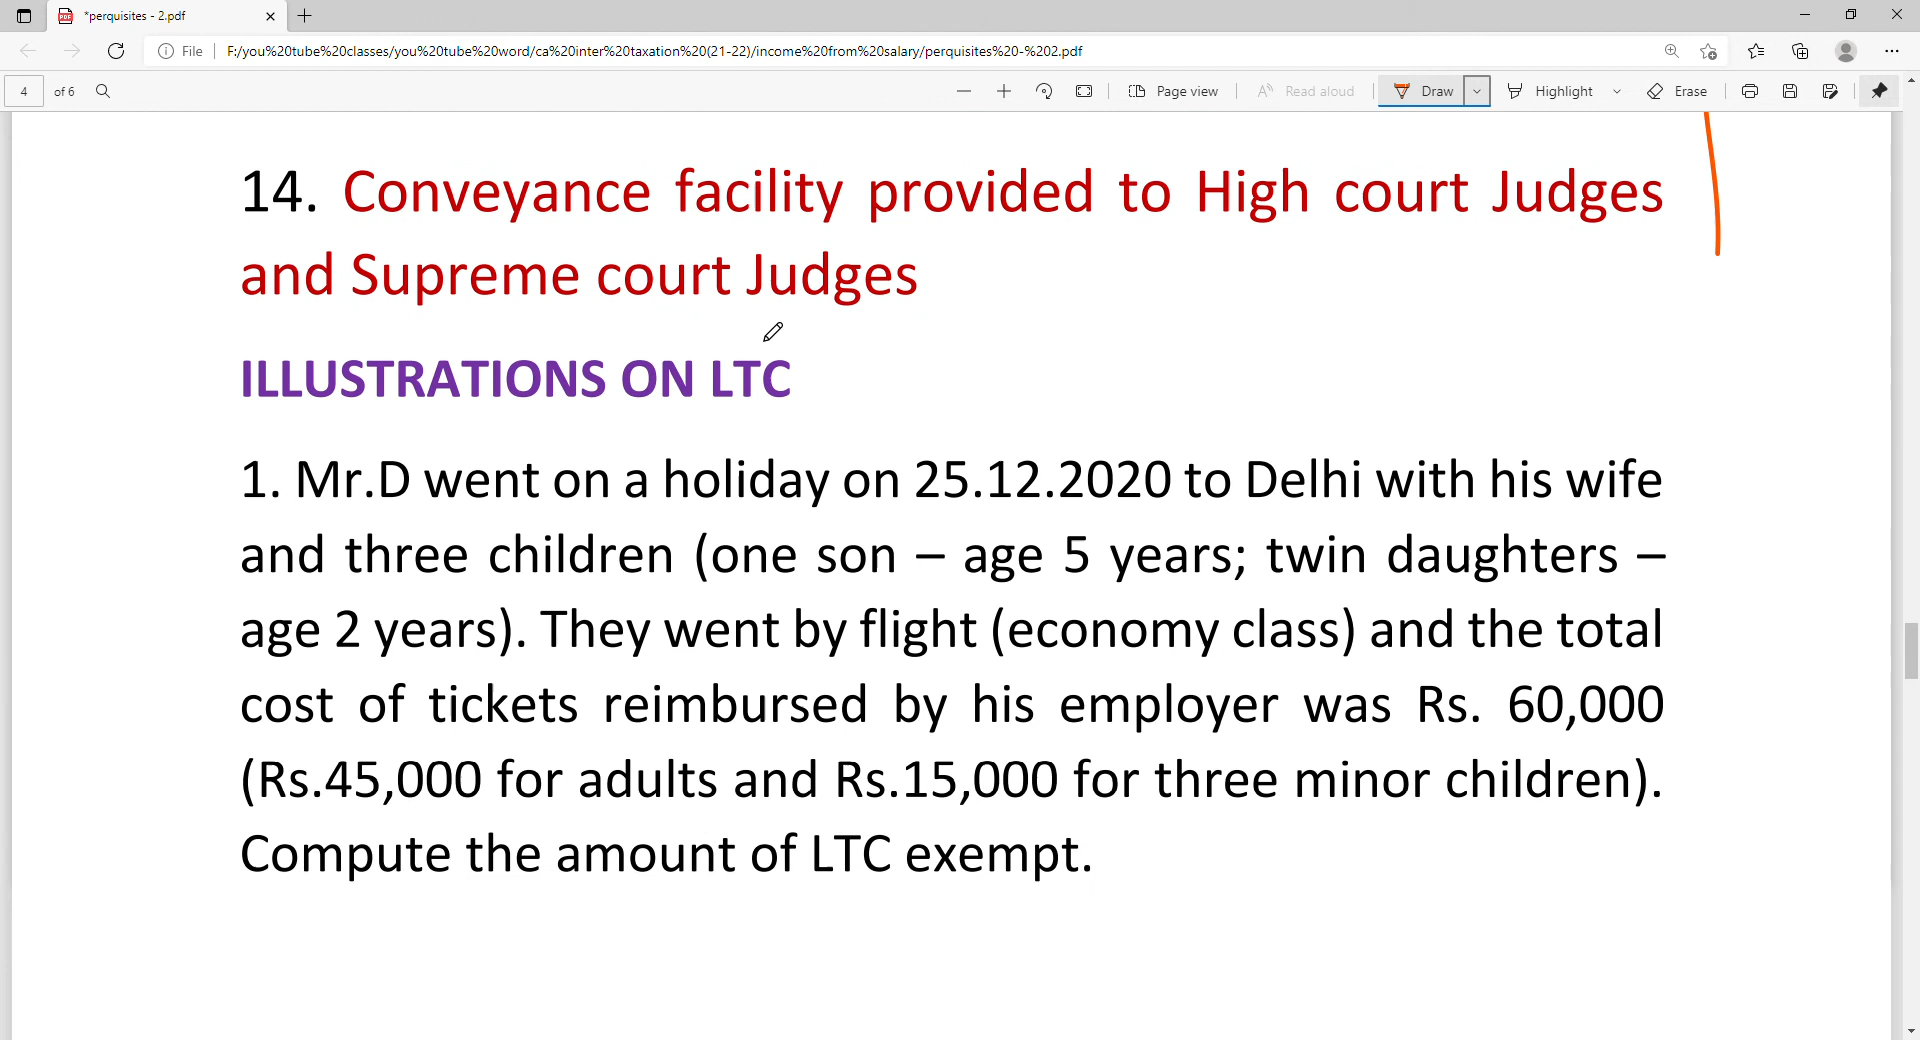 *perquisites - 2.pdf
File
F:/you%20tube%20classes/you%20tube%20word/ca%20inter%20taxation%20(21-22)/income%20from%20salary/perquisites%20-%202.pdf
4 of 6 Page view Read aloud Draw Highlight Erase
14. Conveyance facility provided to High court Judges
and Supreme court Judges
ILLUSTRATIONS ON LTC
1. Mr.D went on a holiday on 25.12.2020 to Delhi with his wife
and three children (one son – age 5 years; twin daughters –
age 2 years). They went by flight (economy class) and the total
cost of tickets reimbursed by his employer was Rs. 60,000
(Rs.45,000 for adults and Rs.15,000 for three minor children).
Compute the amount of LTC exempt.